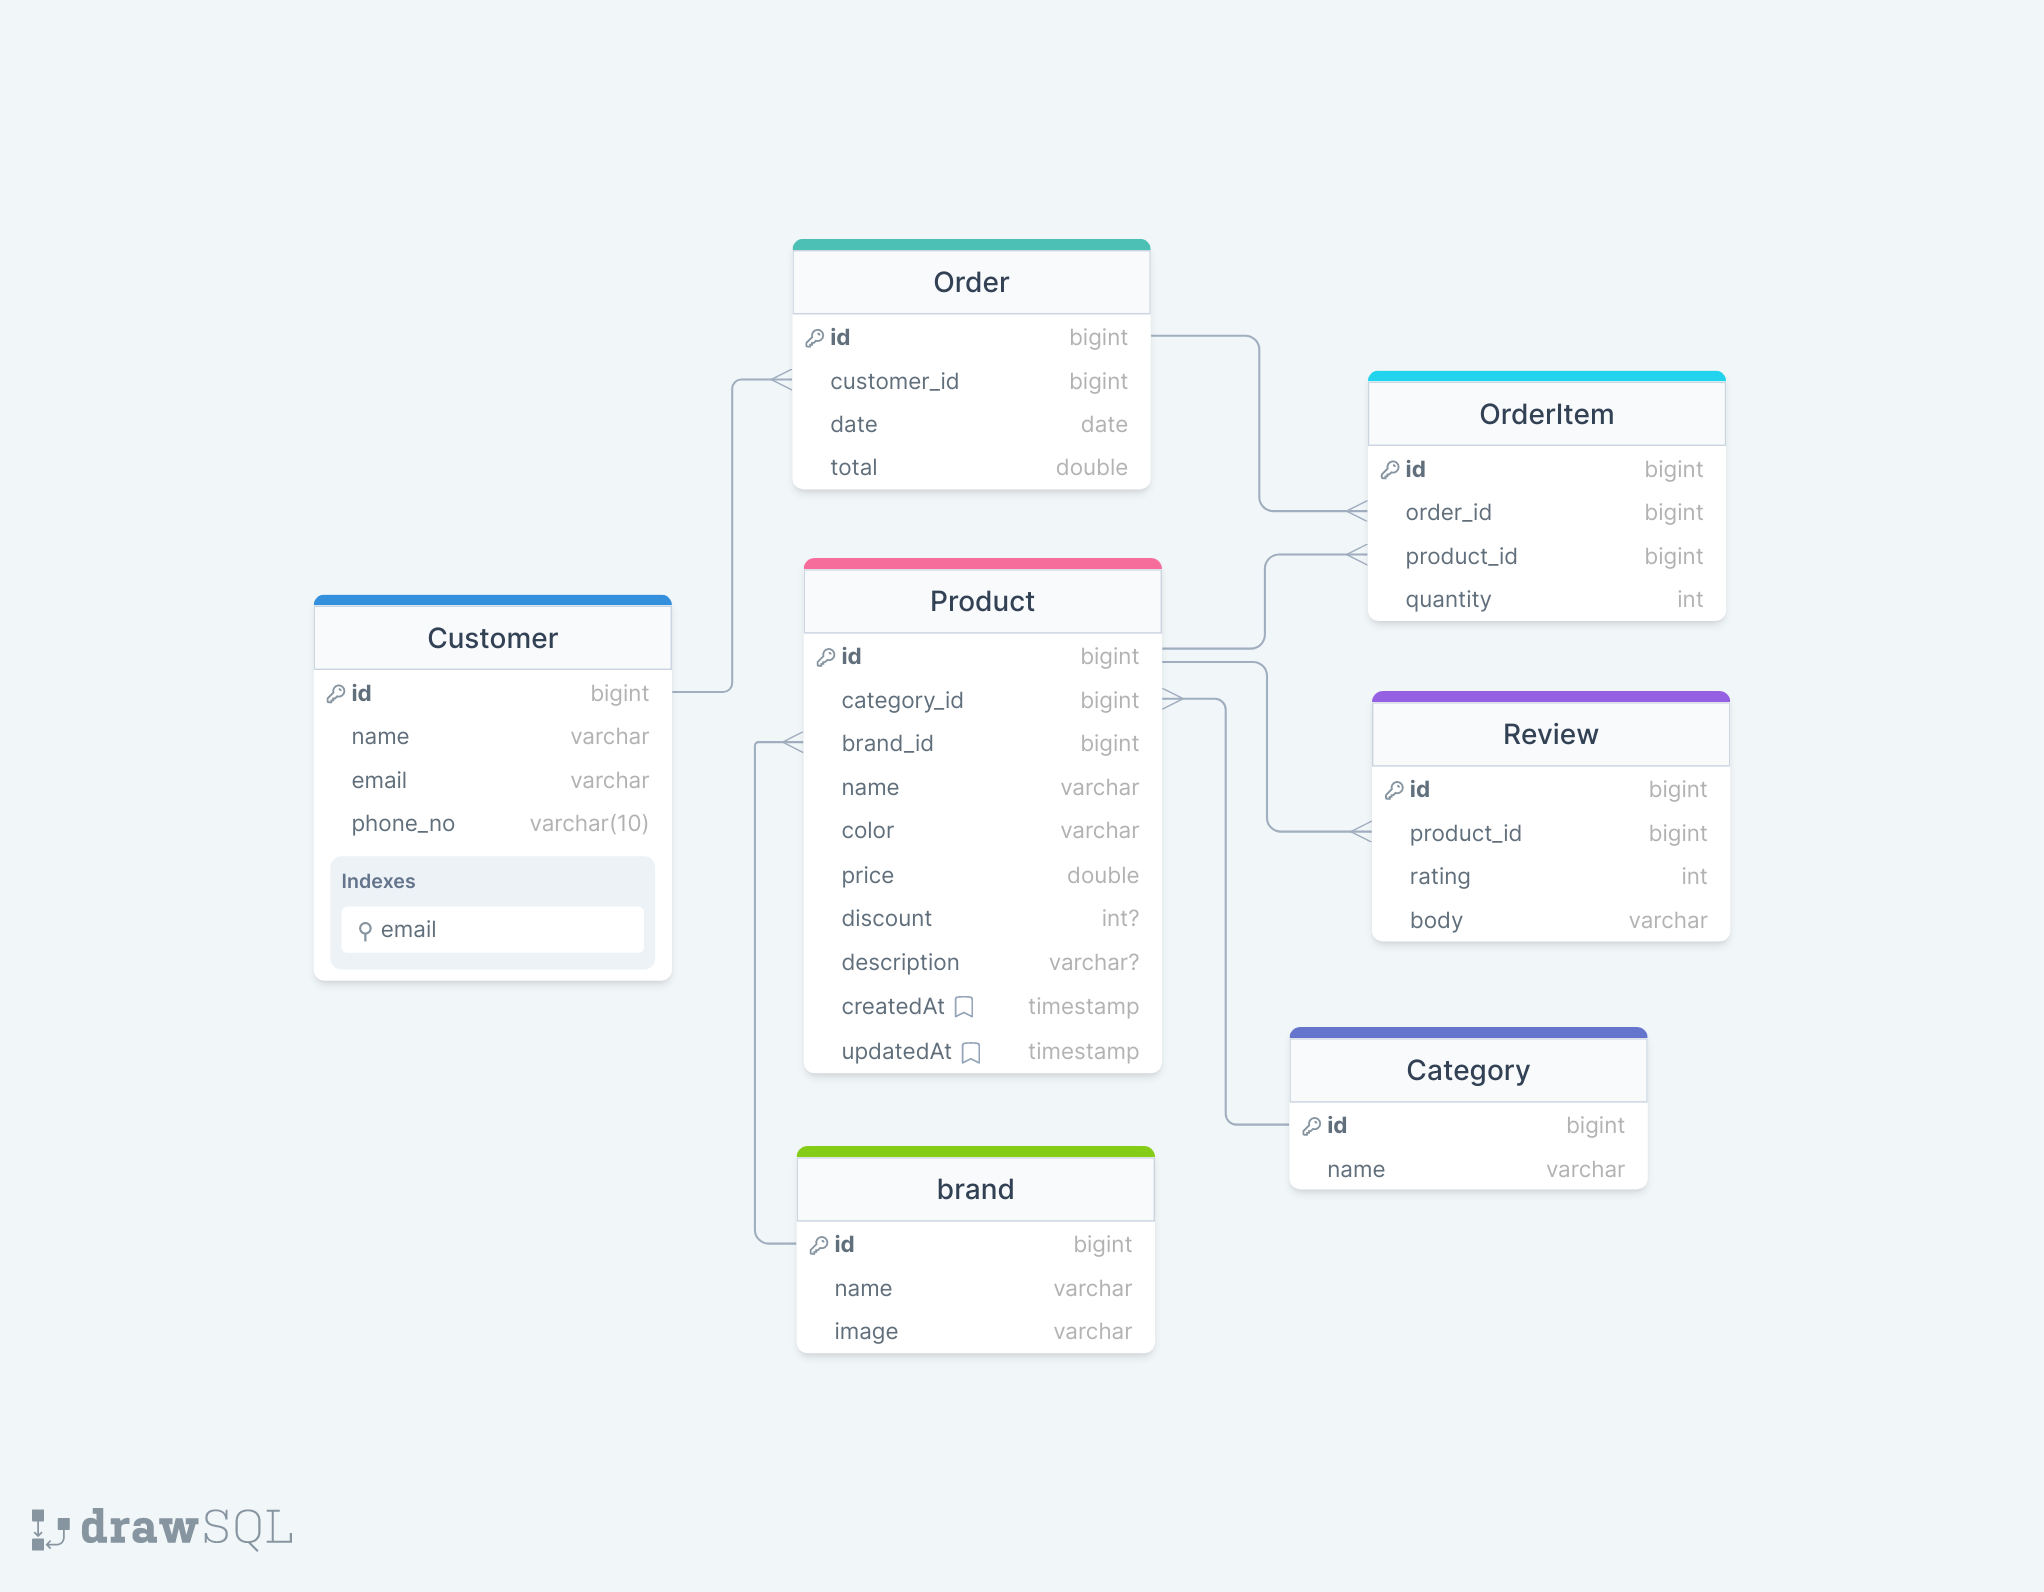 Order
id bigint
customer_id bigint
date date
total double
OrderItem
id bigint
order_id bigint
product_id bigint
quantity int
Customer
id bigint
name varchar
email varchar
phone_no varchar(10)
Indexes
email
Product
id bigint
category_id bigint
brand_id bigint
name varchar
color varchar
price double
discount int?
description varchar?
createdAt timestamp
updatedAt timestamp
Review
id bigint
product_id bigint
rating int
body varchar
Category
id bigint
name varchar
brand
id bigint
name varchar
image varchar
drawSQL